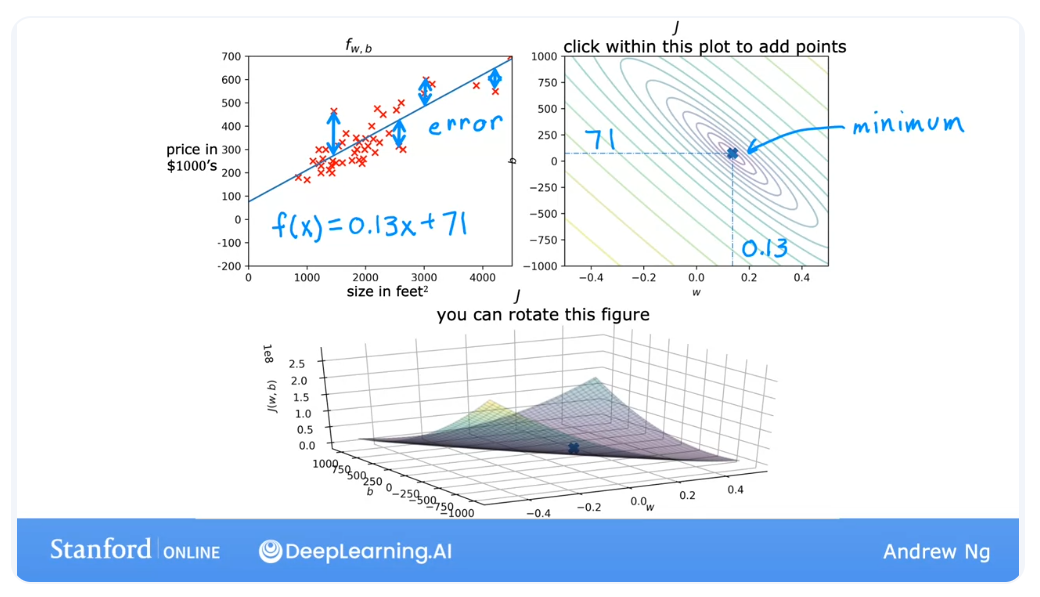 f_{w,b}
700
600
500
400
300
200
100
0
-100
-200
price in
$1000's
error
f(x)=0.13x+71
0 1000 2000 3000 4000
size in feet²
J
click within this plot to add points
1000
750
500
250
0
−250
−500
−750
−1000
b
71
minimum
0.13
−0.4 −0.2 0.0 0.2 0.4
w
J
you can rotate this figure
1e8
2.5
2.0
1.5
1.0
0.5
0.0
J(w, b)
1000
750
500
250
0
−250
−500
−750
−1000
b
−0.4 −0.2 0.0 0.2 0.4
w
Stanford ONLINE DeepLearning.AI Andrew Ng